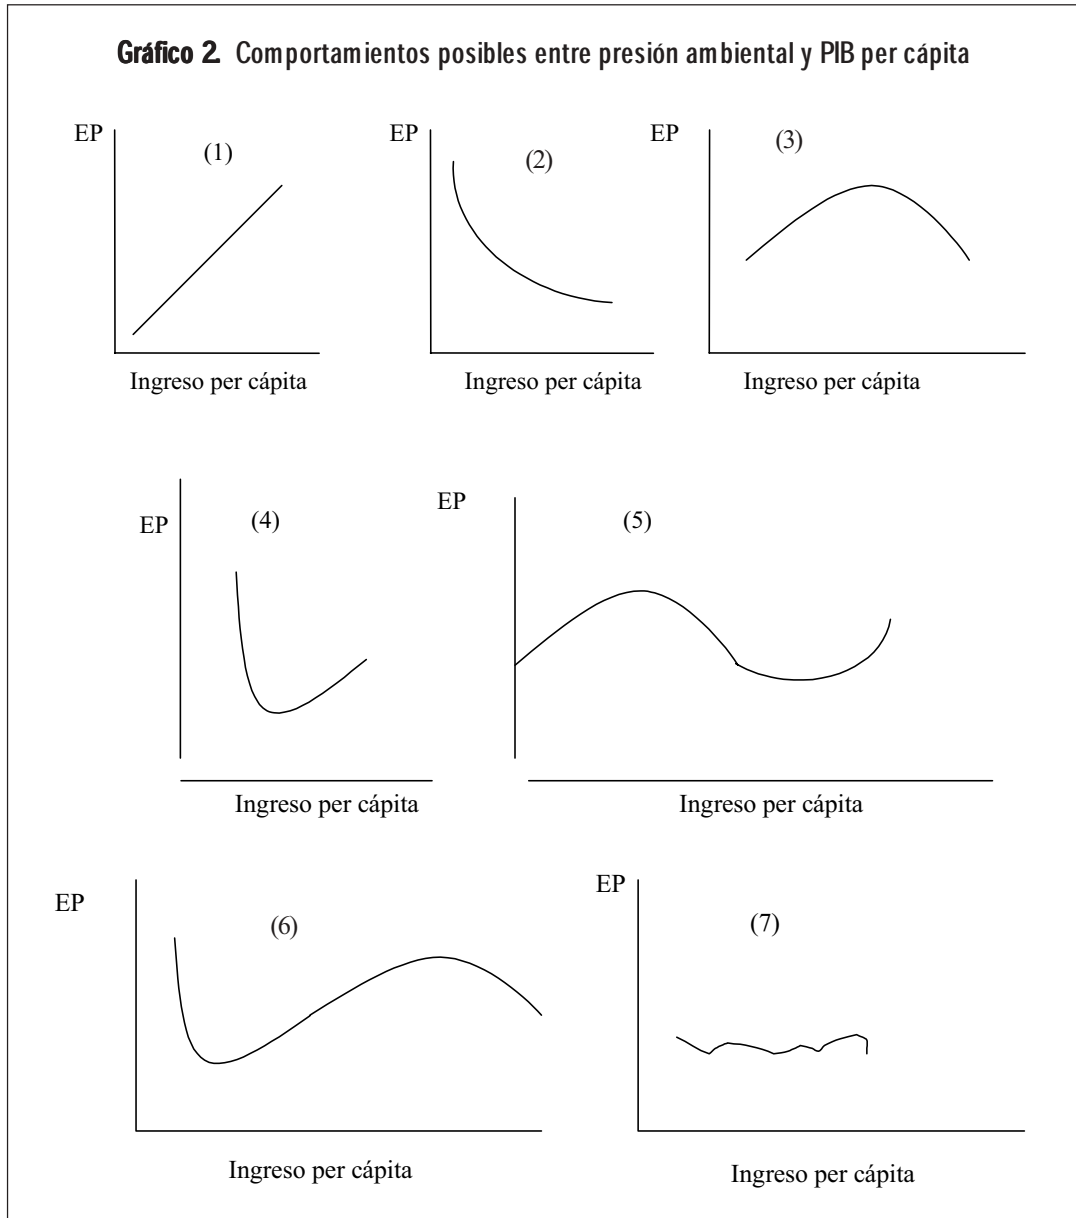 Gráfico 2. Comportamientos posibles entre presión ambiental y PIB per cápita
EP
(1)
Ingreso per cápita
EP
(2)
Ingreso per cápita
EP
(3)
Ingreso per cápita
EP
(4)
Ingreso per cápita
EP
(5)
Ingreso per cápita
EP
(6)
Ingreso per cápita
EP
(7)
Ingreso per cápita